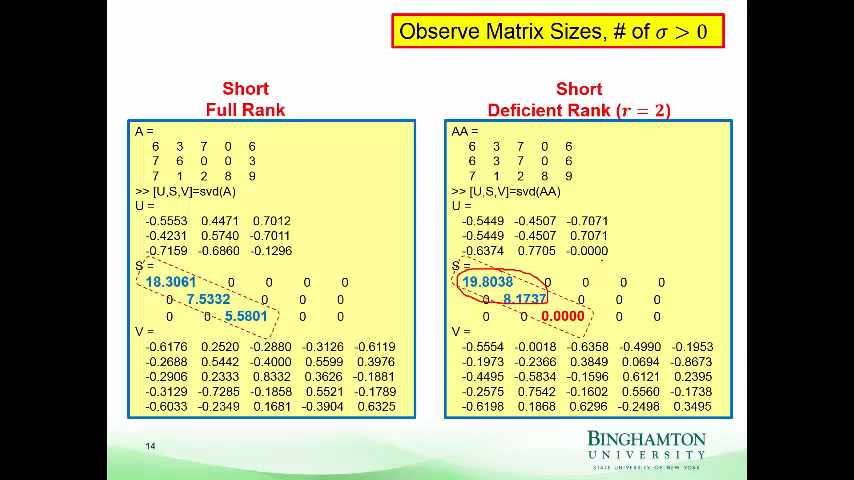 Observe Matrix Sizes, # of σ > 0
Short
Full Rank
A =
6 3 7 0 6
7 6 0 0 3
7 1 2 8 9
>> [U,S,V]=svd(A)
U =
-0.5553 0.4471 0.7012
-0.4231 0.5740 -0.7011
-0.7159 -0.6860 -0.1296
S =
18.3061 0 0 0 0
0 7.5332 0 0 0
0 0 5.5801 0 0
V =
-0.6176 0.2520 -0.2880 -0.3126 -0.6119
-0.2688 0.5442 -0.4000 0.5599 0.3976
-0.2906 0.2333 0.8332 0.3626 -0.1881
-0.3129 -0.7285 -0.1858 0.5521 -0.1789
-0.6033 -0.2349 0.1681 -0.3904 0.6325
Short
Deficient Rank (r = 2)
AA =
6 3 7 0 6
6 3 7 0 6
7 1 2 8 9
>> [U,S,V]=svd(AA)
U =
-0.5449 -0.4507 -0.7071
-0.5449 -0.4507 0.7071
-0.6374 0.7705 -0.0000
S =
19.8038 0 0 0 0
0 8.1737 0 0 0
0 0 0.0000 0 0
V =
-0.5554 -0.0018 -0.6358 -0.4990 -0.1953
-0.1973 -0.2366 0.3849 0.0694 -0.8673
-0.4495 -0.5834 -0.1596 0.6121 0.2395
-0.2575 0.7542 -0.1602 0.5560 -0.1738
-0.6198 0.1868 0.6296 -0.2498 0.3495
14
BINGHAMTON
UNIVERSITY
STATE UNIVERSITY OF NEW YORK